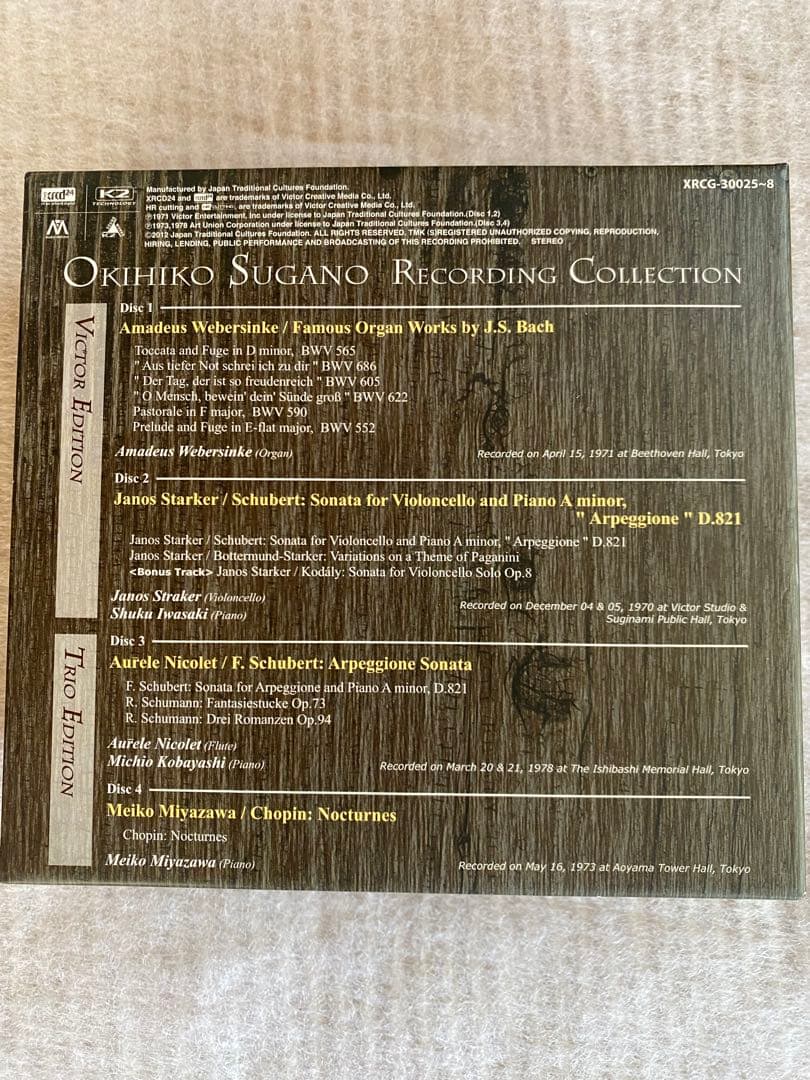 xrcd24
K2
TECHNOLOGY
Manufactured by Japan Traditional Cultures Foundation.
XRCD24 and xrcd24 are trademarks of Victor Creative Media Co., Ltd.
HR cutting and are trademarks of Victor Creative Media Co., Ltd.
℗1971 Victor Entertainment, Inc under license to Japan Traditional Cultures Foundation.(Disc 1,2)
℗1973,1978 Art Union Corporation under license to Japan Traditional Cultures Foundation.(Disc 3,4)
©2012 Japan Traditional Cultures Foundation. ALL RIGHTS RESERVED. TMK (S)REGISTERED UNAUTHORIZED COPYING, REPRODUCTION,
HIRING, LENDING, PUBLIC PERFORMANCE AND BROADCASTING OF THIS RECORDING PROHIBITED. STEREO
XRCG-30025~8
OKIHIKO SUGANO RECORDING COLLECTION
VICTOR EDITION
Disc 1
Amadeus Webersinke / Famous Organ Works by J.S. Bach
Toccata and Fuge in D minor, BWV 565
" Aus tiefer Not schrei ich zu dir " BWV 686
" Der Tag, der ist so freudenreich " BWV 605
" O Mensch, bewein' dein' Sünde groß " BWV 622
Pastorale in F major, BWV 590
Prelude and Fuge in E-flat major, BWV 552
Amadeus Webersinke (Organ)
Recorded on April 15, 1971 at Beethoven Hall, Tokyo
Disc 2
Janos Starker / Schubert: Sonata for Violoncello and Piano A minor,
" Arpeggione " D.821
Janos Starker / Schubert: Sonata for Violoncello and Piano A minor, " Arpeggione " D.821
Janos Starker / Bottermund-Starker: Variations on a Theme of Paganini
<Bonus Track> Janos Starker / Kodály: Sonata for Violoncello Solo Op.8
Janos Straker (Violoncello)
Shuku Iwasaki (Piano)
Recorded on December 04 & 05, 1970 at Victor Studio &
Suginami Public Hall, Tokyo
TRIO EDITION
Disc 3
Aurèle Nicolet / F. Schubert: Arpeggione Sonata
F. Schubert: Sonata for Arpeggione and Piano A minor, D.821
R. Schumann: Fantasiestucke Op.73
R. Schumann: Drei Romanzen Op.94
Aurèle Nicolet (Flute)
Michio Kobayashi (Piano)
Recorded on March 20 & 21, 1978 at The Ishibashi Memorial Hall, Tokyo
Disc 4
Meiko Miyazawa / Chopin: Nocturnes
Chopin: Nocturnes
Meiko Miyazawa (Piano)
Recorded on May 16, 1973 at Aoyama Tower Hall, Tokyo